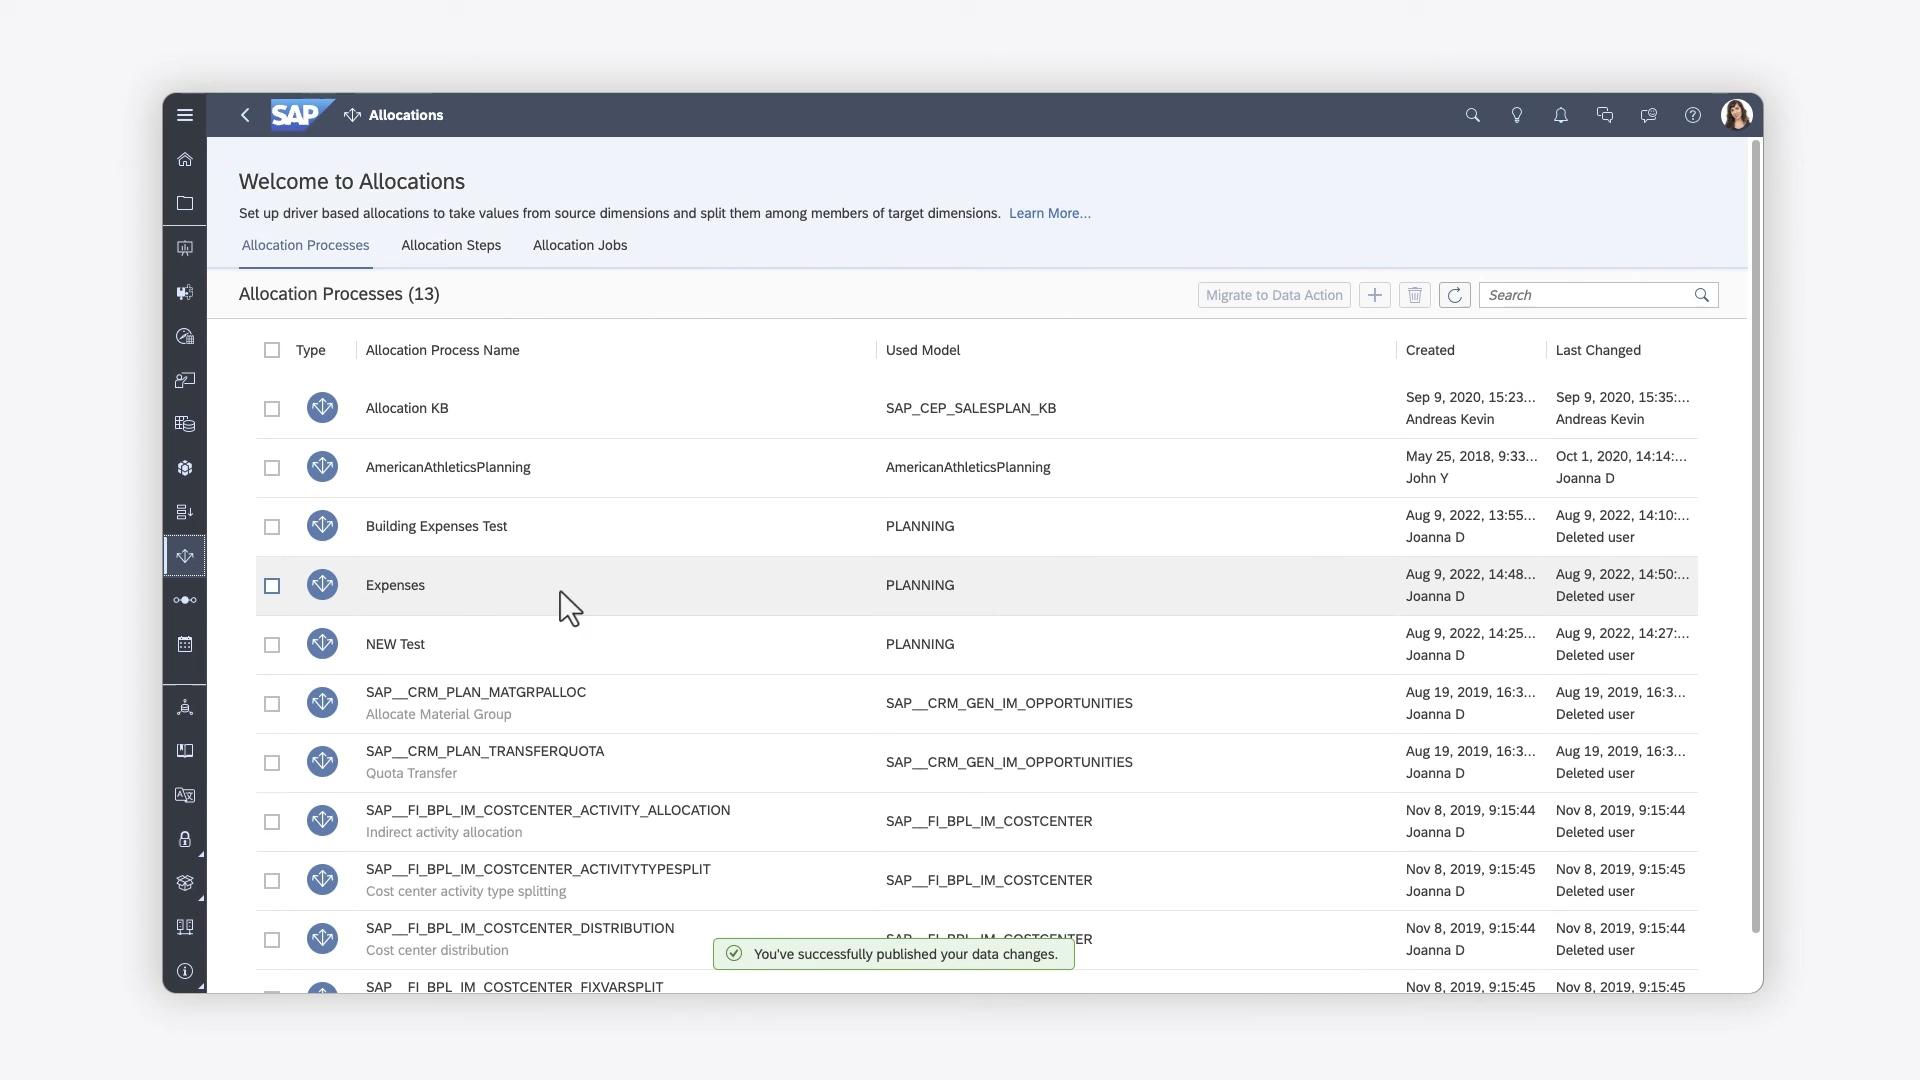 SAP Allocations
Welcome to Allocations
Set up driver based allocations to take values from source dimensions and split them among members of target dimensions. Learn More...
Allocation Processes Allocation Steps Allocation Jobs
Allocation Processes (13) Migrate to Data Action Search
Type Allocation Process Name Used Model Created Last Changed
Allocation KB SAP_CEP_SALESPLAN_KB Sep 9, 2020, 15:23... Sep 9, 2020, 15:35:...
Andreas Kevin Andreas Kevin
AmericanAthleticsPlanning AmericanAthleticsPlanning May 25, 2018, 9:33... Oct 1, 2020, 14:14:...
John Y Joanna D
Building Expenses Test PLANNING Aug 9, 2022, 13:55... Aug 9, 2022, 14:10:...
Joanna D Deleted user
Expenses PLANNING Aug 9, 2022, 14:48... Aug 9, 2022, 14:50:...
Joanna D Deleted user
NEW Test PLANNING Aug 9, 2022, 14:25... Aug 9, 2022, 14:27:...
Joanna D Deleted user
SAP__CRM_PLAN_MATGRPALLOC SAP__CRM_GEN_IM_OPPORTUNITIES Aug 19, 2019, 16:3... Aug 19, 2019, 16:3...
Allocate Material Group Joanna D Deleted user
SAP__CRM_PLAN_TRANSFERQUOTA SAP__CRM_GEN_IM_OPPORTUNITIES Aug 19, 2019, 16:3... Aug 19, 2019, 16:3...
Quota Transfer Joanna D Deleted user
SAP__FI_BPL_IM_COSTCENTER_ACTIVITY_ALLOCATION SAP__FI_BPL_IM_COSTCENTER Nov 8, 2019, 9:15:44 Nov 8, 2019, 9:15:44
Indirect activity allocation Joanna D Deleted user
SAP__FI_BPL_IM_COSTCENTER_ACTIVITYTYPESPLIT SAP__FI_BPL_IM_COSTCENTER Nov 8, 2019, 9:15:45 Nov 8, 2019, 9:15:45
Cost center activity type splitting Joanna D Deleted user
SAP__FI_BPL_IM_COSTCENTER_DISTRIBUTION SAP__FI_BPL_IM_COSTCENTER Nov 8, 2019, 9:15:44 Nov 8, 2019, 9:15:44
Cost center distribution Joanna D Deleted user
You've successfully published your data changes.
SAP__FI_BPL_IM_COSTCENTER_FIXVARSPLIT Nov 8, 2019, 9:15:45 Nov 8, 2019, 9:15:45